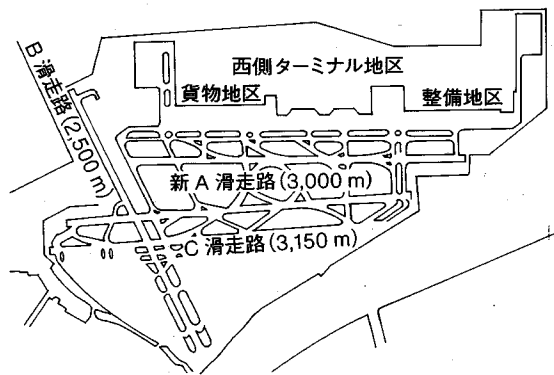 B 滑走路(2,500 m)
西側ターミナル地区
貨物地区
整備地区
新 A 滑走路(3,000 m)
C 滑走路(3,150 m)